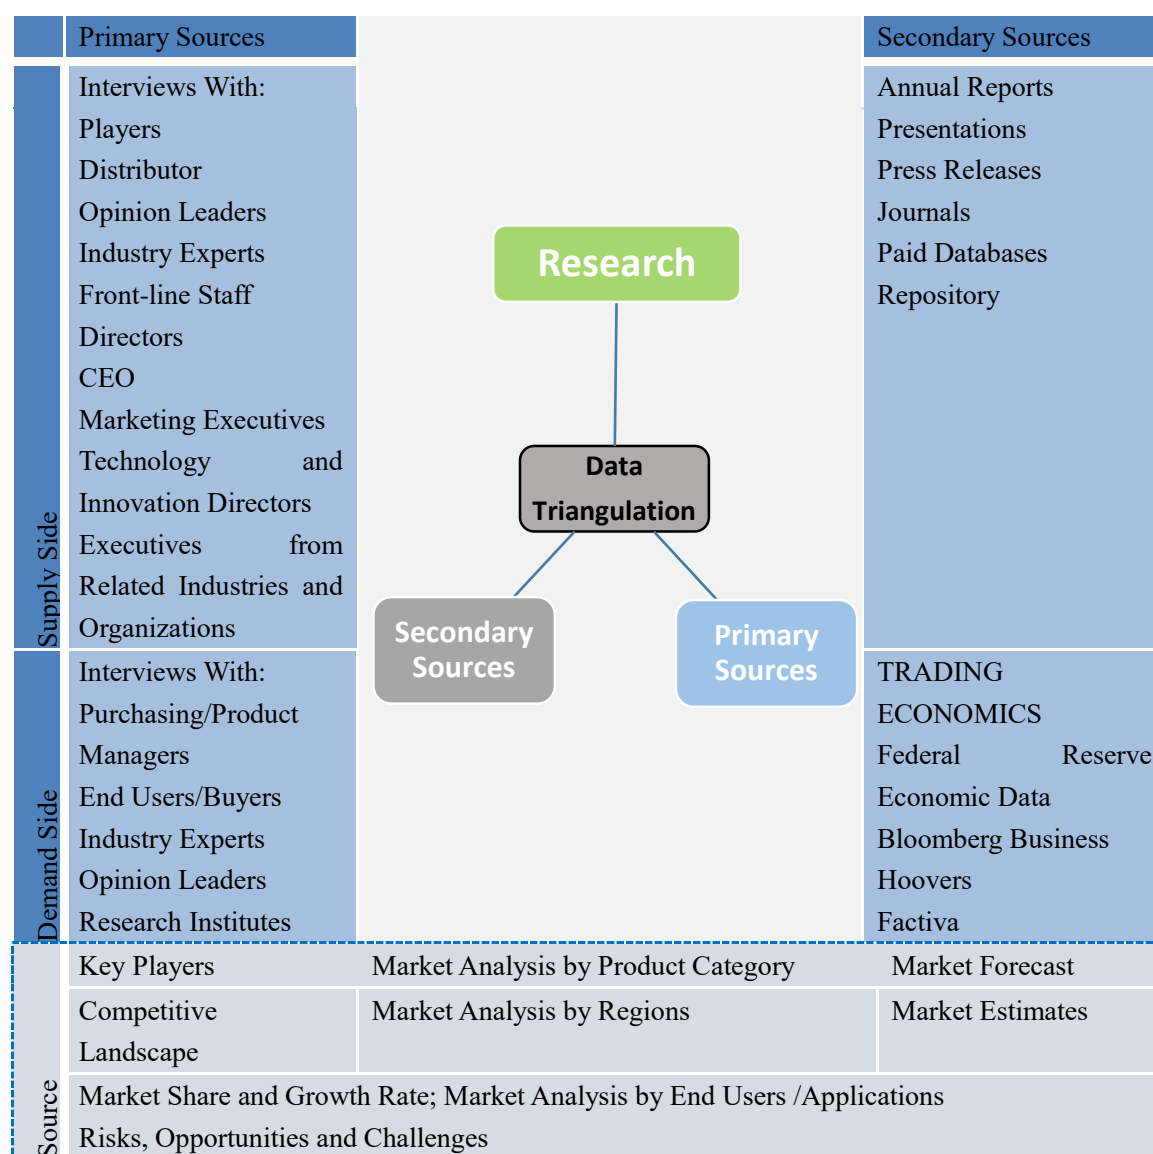 Primary Sources
Secondary Sources
Supply Side
Interviews With:
Players
Distributor
Opinion Leaders
Industry Experts
Front-line Staff
Directors
CEO
Marketing Executives
Technology and
Innovation Directors
Executives from
Related Industries and
Organizations
Research
Data
Triangulation
Secondary
Sources
Primary
Sources
Annual Reports
Presentations
Press Releases
Journals
Paid Databases
Repository
Demand Side
Interviews With:
Purchasing/Product
Managers
End Users/Buyers
Industry Experts
Opinion Leaders
Research Institutes
TRADING
ECONOMICS
Federal Reserve
Economic Data
Bloomberg Business
Hoovers
Factiva
Source
Key Players
Market Analysis by Product Category
Market Forecast
Competitive
Landscape
Market Analysis by Regions
Market Estimates
Market Share and Growth Rate; Market Analysis by End Users /Applications
Risks, Opportunities and Challenges